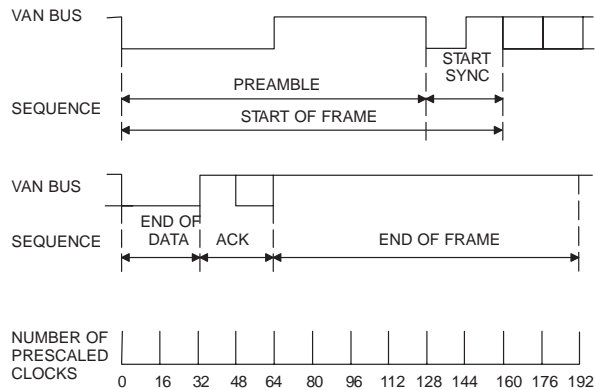 VAN BUS
START
SYNC
PREAMBLE
SEQUENCE
START OF FRAME
VAN BUS
END OF
DATA
ACK
END OF FRAME
SEQUENCE
NUMBER OF
PRESCALED
CLOCKS
0 16 32 48 64 80 96 112 128 144 160 176 192